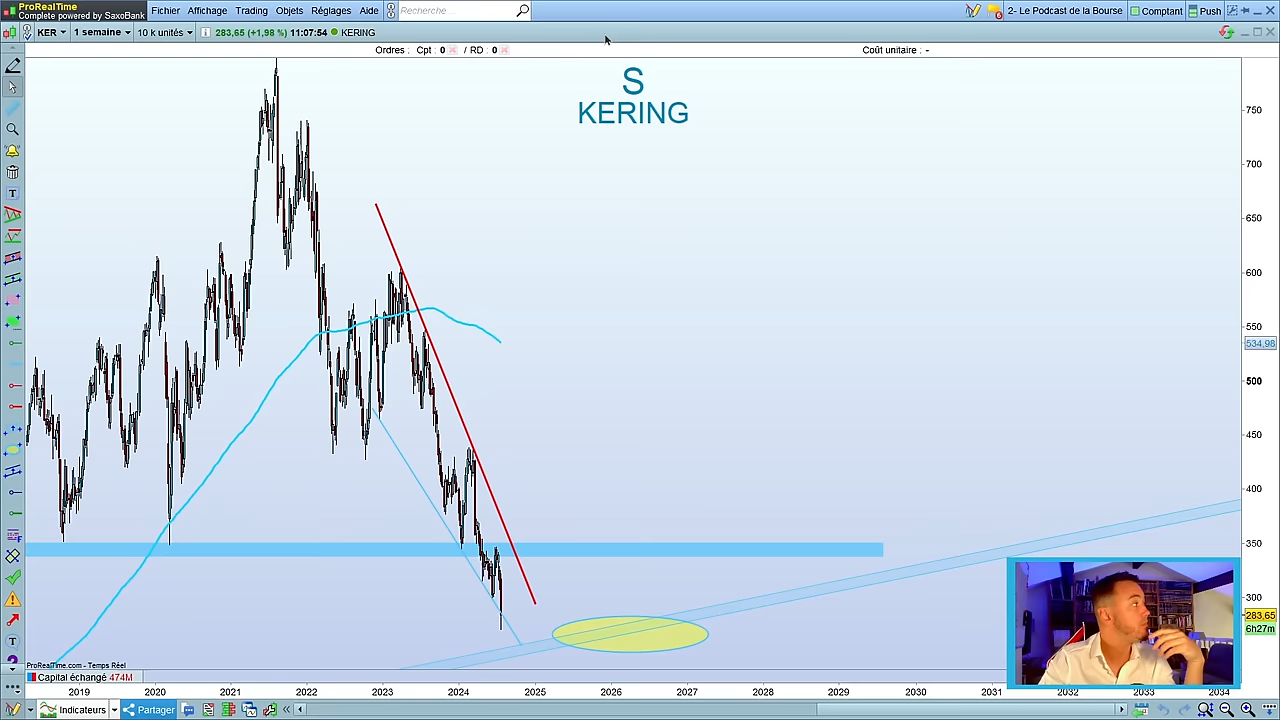 ProRealTime
Complete powered by SaxoBank
Fichier Affichage Trading Objets Réglages Aide
Recherche
2- Le Podcast de la Bourse
Comptant
Push
KER
1 semaine
10 k unités
283,65 (+1,98 %) 11:07:54
KERING
Ordres : Cpt : 0 / RD : 0
Coût unitaire : -
S
KERING
750
700
650
600
550
534,98
500
450
400
350
300
283,65
6h27m
ProRealTime.com - Temps Réel
Capital échangé 474M
2019 2020 2021 2022 2023 2024 2025 2026 2027 2028 2029 2030 2031 2032 2033 2034
Indicateurs
Partager